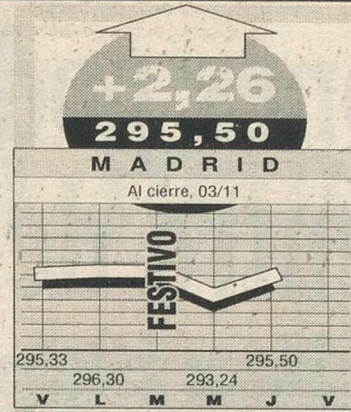 +2,26
295,50
MADRID
Al cierre, 03/11
FESTIVO
295,33 295,50
296,30 293,24
V L M M J V